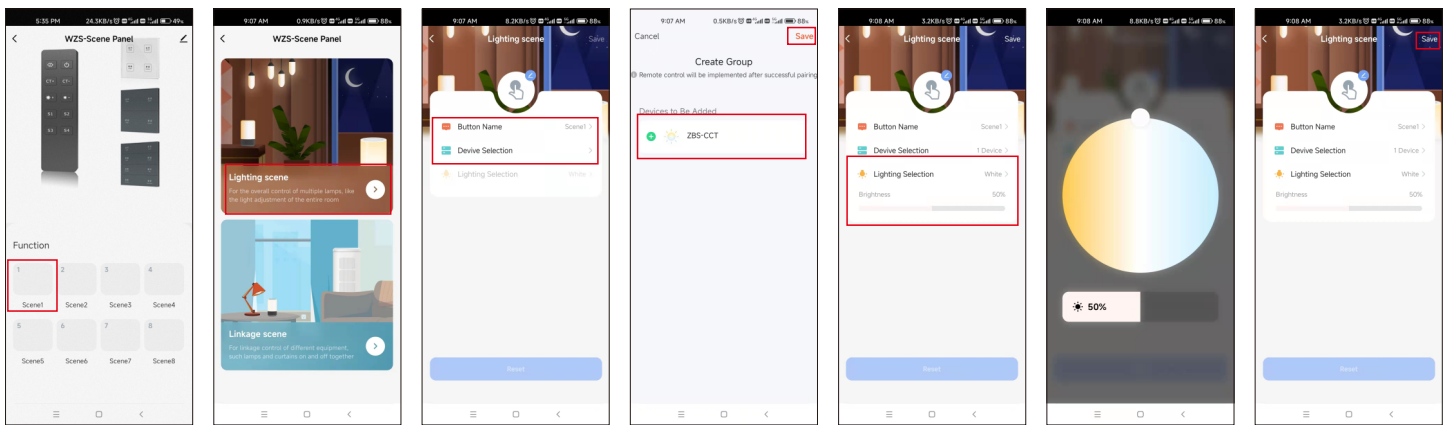 5:35 PM 24.3KB/s 49%
WZS-Scene Panel
CT+ CT-
S1 S2
S3 S4
Function
1 2 3 4
Scene1 Scene2 Scene3 Scene4
5 6 7 8
Scene5 Scene6 Scene7 Scene8
9:07 AM 0.9KB/s 88%
WZS-Scene Panel
Lighting scene
For the overall control of multiple lamps, like
the light adjustment of the entire room
Linkage scene
For linkage control of different equipment,
such lamps and curtains on and off together
9:07 AM 8.2KB/s 88%
Lighting scene Save
Button Name Scene1 >
Devive Selection >
Lighting Selection White >
Reset
9:07 AM 0.5KB/s 88%
Cancel Save
Create Group
Remote control will be implemented after successful pairing
Devices to Be Added
ZBS-CCT
9:08 AM 3.2KB/s 88%
Lighting scene Save
Button Name Scene1 >
Devive Selection 1 Device >
Lighting Selection White >
Brightness 50%
Reset
9:08 AM 8.8KB/s 88%
50%
9:08 AM 3.2KB/s 88%
Lighting scene Save
Button Name Scene1 >
Devive Selection 1 Device >
Lighting Selection White >
Brightness 50%
Reset